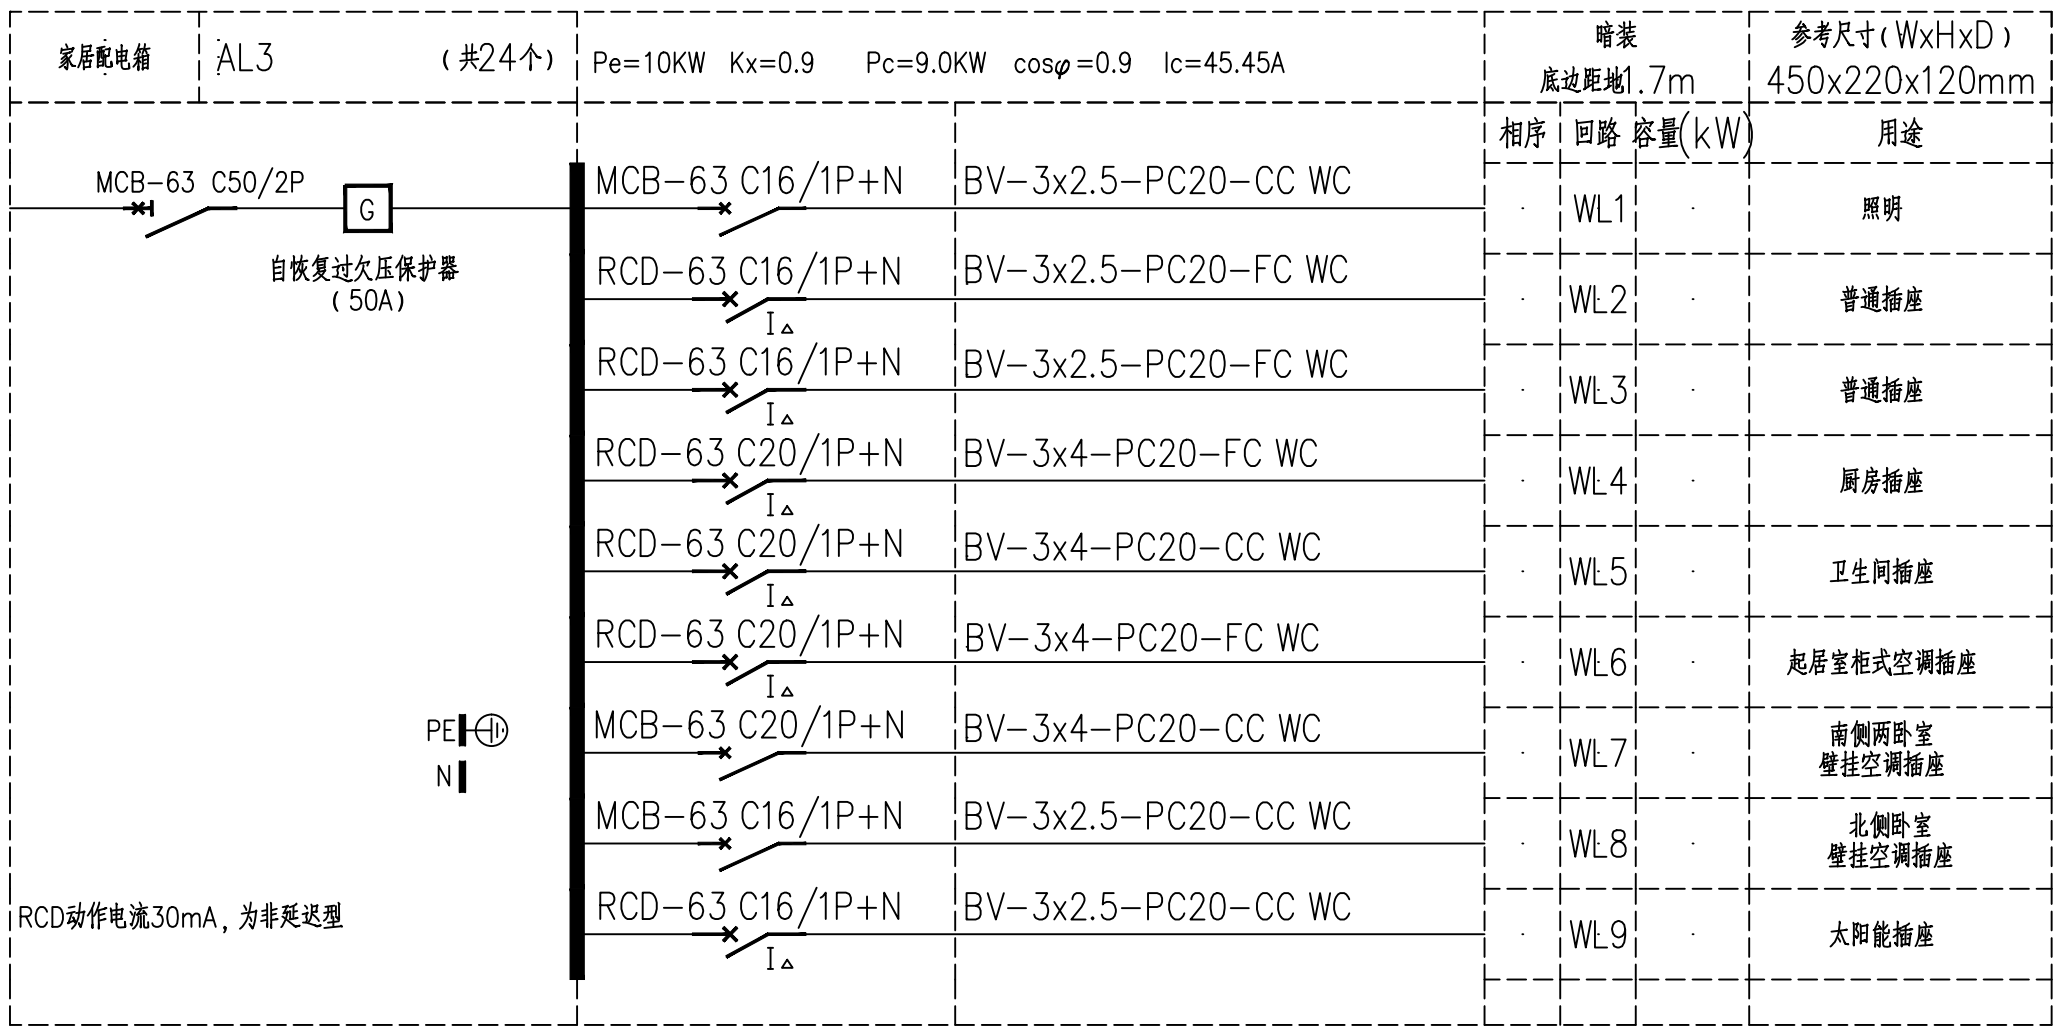 家居配电箱 AL3 (共24个) Pe=10KW Kx=0.9 Pc=9.0KW cosφ=0.9 Ic=45.45A
暗装
底边距地1.7m
参考尺寸(WxHxD)
450x220x120mm
相序 回路 容量(kW) 用途
MCB-63 C50/2P
G
自恢复过欠压保护器
(50A)
MCB-63 C16/1P+N BV-3x2.5-PC20-CC WC WL1 照明
RCD-63 C16/1P+N BV-3x2.5-PC20-FC WC WL2 普通插座
I△
RCD-63 C16/1P+N BV-3x2.5-PC20-FC WC WL3 普通插座
I△
RCD-63 C20/1P+N BV-3x4-PC20-FC WC WL4 厨房插座
I△
RCD-63 C20/1P+N BV-3x4-PC20-CC WC WL5 卫生间插座
I△
RCD-63 C20/1P+N BV-3x4-PC20-FC WC WL6 起居室柜式空调插座
I△
PE
N
MCB-63 C20/1P+N BV-3x4-PC20-CC WC WL7 南侧两卧室
壁挂空调插座
MCB-63 C16/1P+N BV-3x2.5-PC20-CC WC WL8 北侧卧室
壁挂空调插座
RCD-63 C16/1P+N BV-3x2.5-PC20-CC WC WL9 太阳能插座
I△
RCD动作电流30mA,为非延迟型